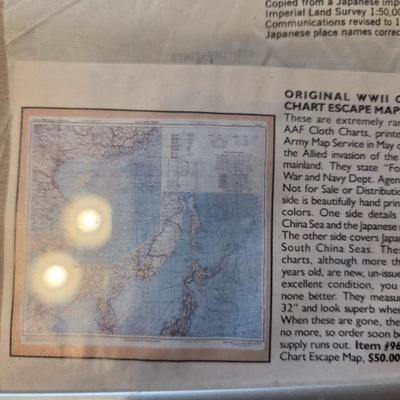 Copied from a Japanese Imp
Imperial Land Survey 1:50,00
Communications revised to 1
Japanese place names correc
ORIGINAL WWII C
CHART ESCAPE MAP
These are extremely rar
AAF Cloth Charts, printe
Army Map Service in May o
the Allied invasion of the
mainland. They state "Fo
War and Navy Dept. Agen
Not for Sale or Distributio
side is beautifully hand prin
colors. One side details
China Sea and the Japanese
The other side covers Japa
South China Seas. These
charts, although more th
years old, are new, un-issue
excellent condition, you
none better. They measu
32" and look superb whe
When these are gone, the
no more, so order soon be
supply runs out. Item #96
Chart Escape Map, $50.00